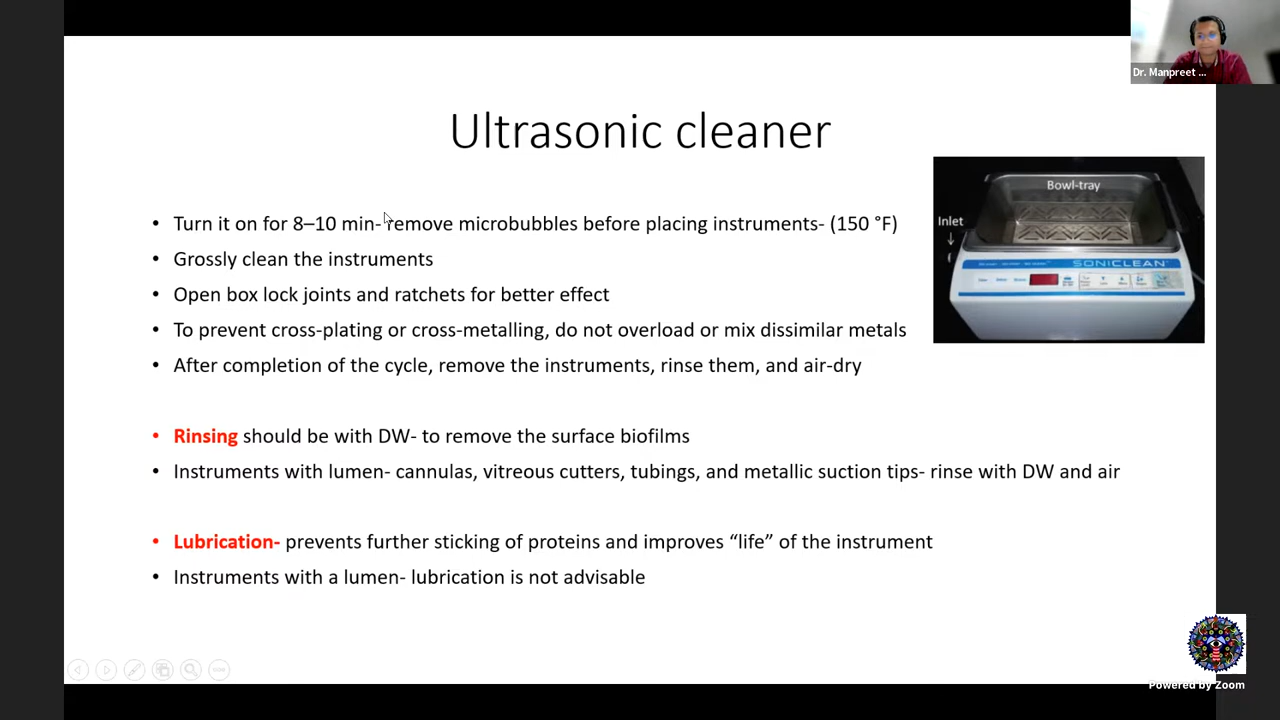 Dr. Manpreet ...
Ultrasonic cleaner
Bowl-tray
Inlet
SONICLEAN
• Turn it on for 8–10 min- remove microbubbles before placing instruments- (150 °F)
• Grossly clean the instruments
• Open box lock joints and ratchets for better effect
• To prevent cross-plating or cross-metalling, do not overload or mix dissimilar metals
• After completion of the cycle, remove the instruments, rinse them, and air-dry
• Rinsing should be with DW- to remove the surface biofilms
• Instruments with lumen- cannulas, vitreous cutters, tubings, and metallic suction tips- rinse with DW and air
• Lubrication- prevents further sticking of proteins and improves “life” of the instrument
• Instruments with a lumen- lubrication is not advisable
Powered by Zoom